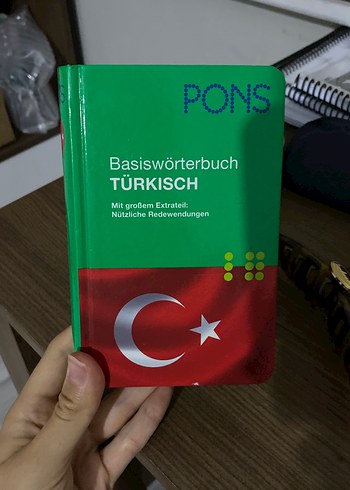 PONS
Basiswörterbuch
TÜRKISCH
Mit großem Extrateil:
Nützliche Redewendungen